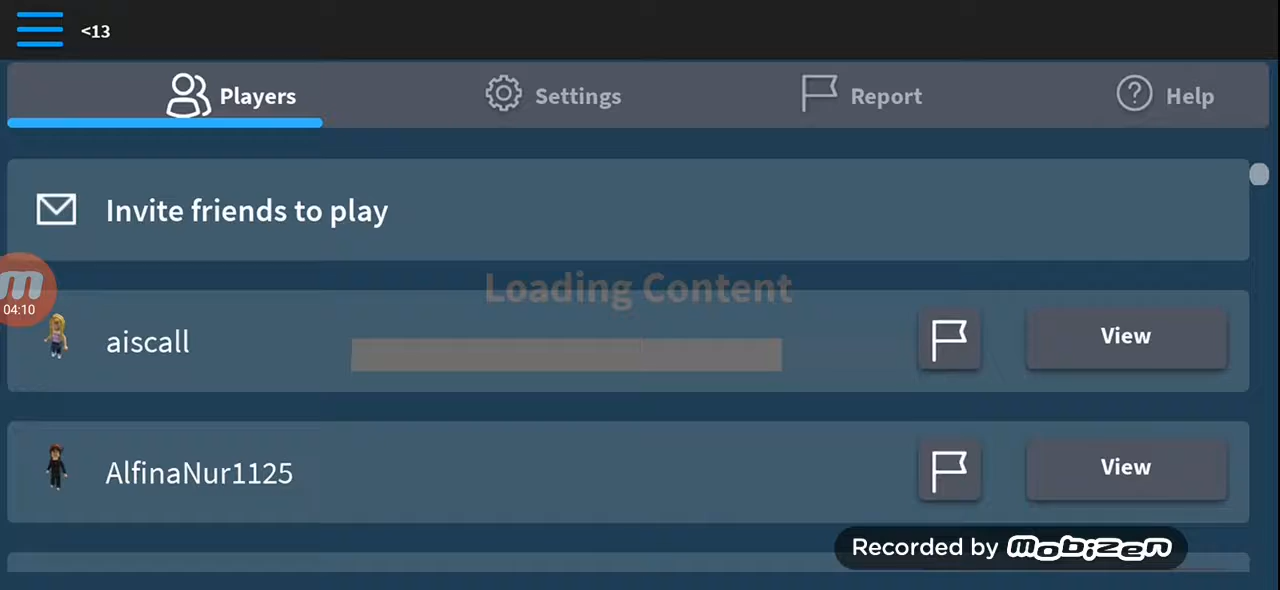 <13
Players
Settings
Report
Help
Invite friends to play
Loading Content
m
04:10
aiscall
View
AlfinaNur1125
View
Recorded by mobizen